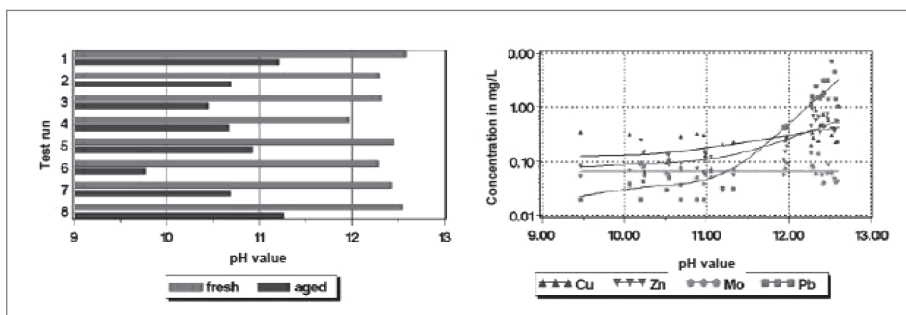 Test run
1
2
3
4
5
6
7
8
9 10 11 12 13
pH value
fresh aged
Concentration in mg/L
0.00
1.00
0.10
0.01
9.00 10.00 11.00 12.00 13.00
pH value
Cu Zn Mo Pb